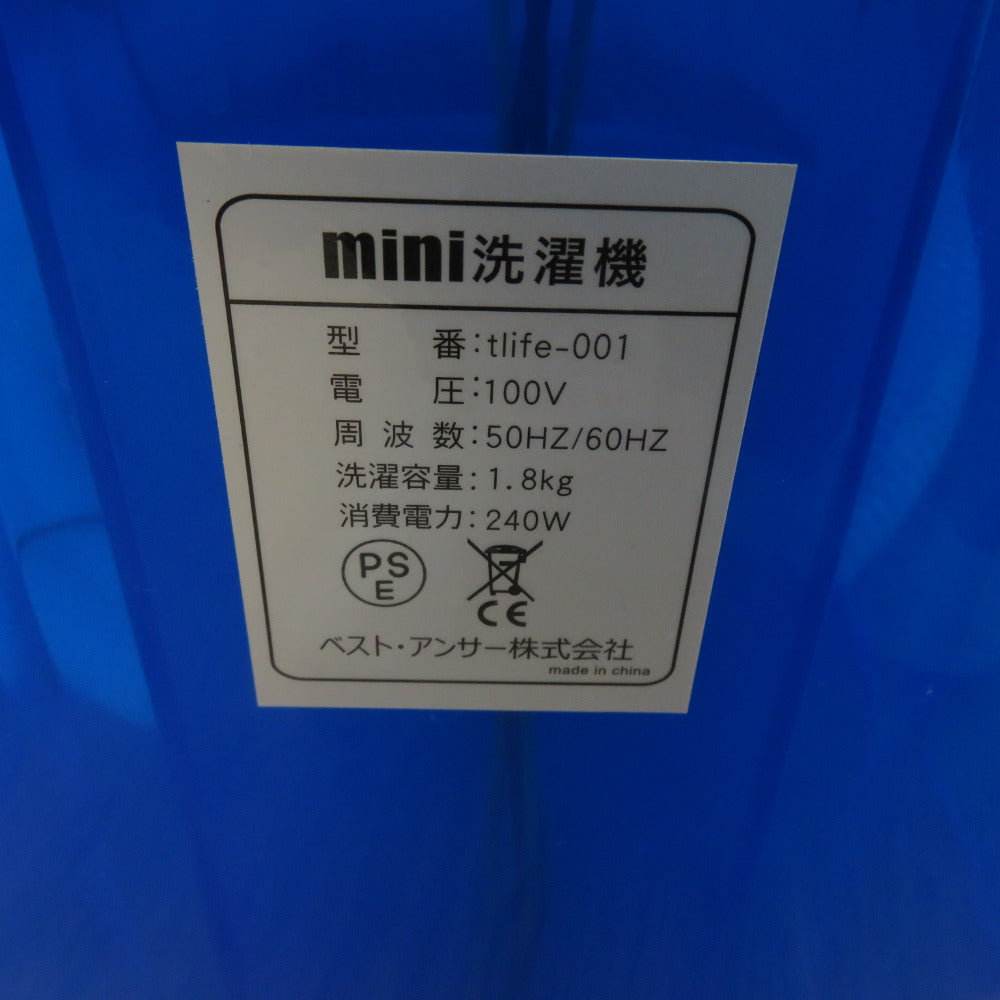 mini洗濯機
型番:tlife-001
電圧:100V
周波数:50HZ/60HZ
洗濯容量:1.8kg
消費電力:240W
PSE
CE
ベスト・アンサー株式会社
made in china